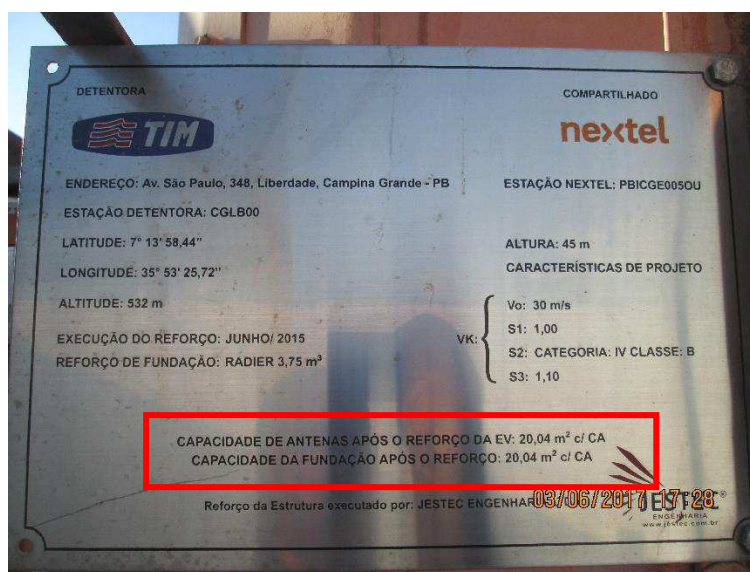 DETENTORA
COMPARTILHADO
TIM
nextel
ENDEREÇO: Av. São Paulo, 348, Liberdade, Campina Grande - PB
ESTAÇÃO NEXTEL: PBICGE005OU
ESTAÇÃO DETENTORA: CGLB00
LATITUDE: 7° 13' 58,44"
ALTURA: 45 m
LONGITUDE: 35° 53' 25,72"
CARACTERÍSTICAS DE PROJETO
ALTITUDE: 532 m
Vo: 30 m/s
EXECUÇÃO DO REFORÇO: JUNHO/ 2015
VK:
S1: 1,00
REFORÇO DE FUNDAÇÃO: RADIER 3,75 m³
S2: CATEGORIA: IV CLASSE: B
S3: 1,10
CAPACIDADE DE ANTENAS APÓS O REFORÇO DA EV: 20,04 m² c/ CA
CAPACIDADE DA FUNDAÇÃO APÓS O REFORÇO: 20,04 m² c/ CA
Reforço da Estrutura executado por: JESTEC ENGENHAR
03/06/2017 17:28
JESTEC®
ENGENHARIA
www.jestec.com.br